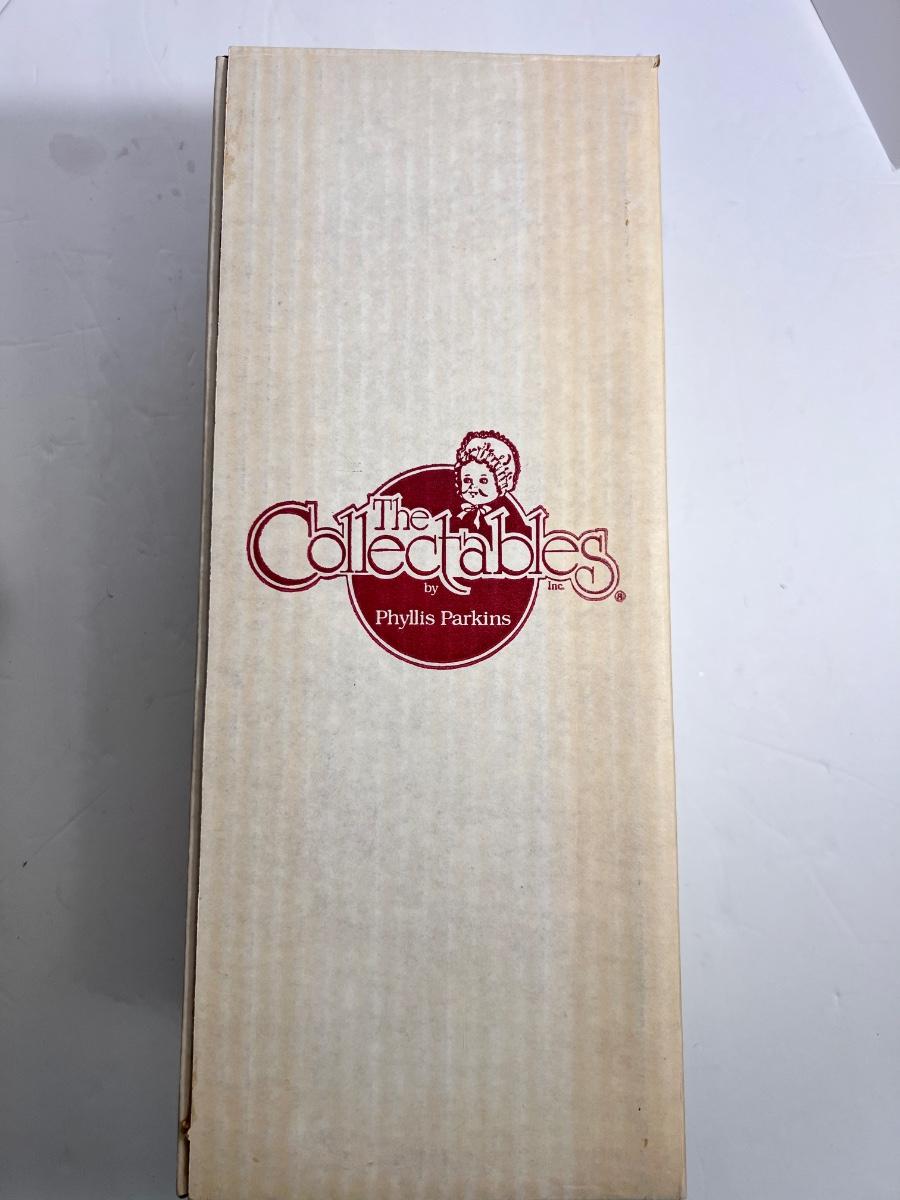 The
Collectables
by Inc. ®
Phyllis Parkins